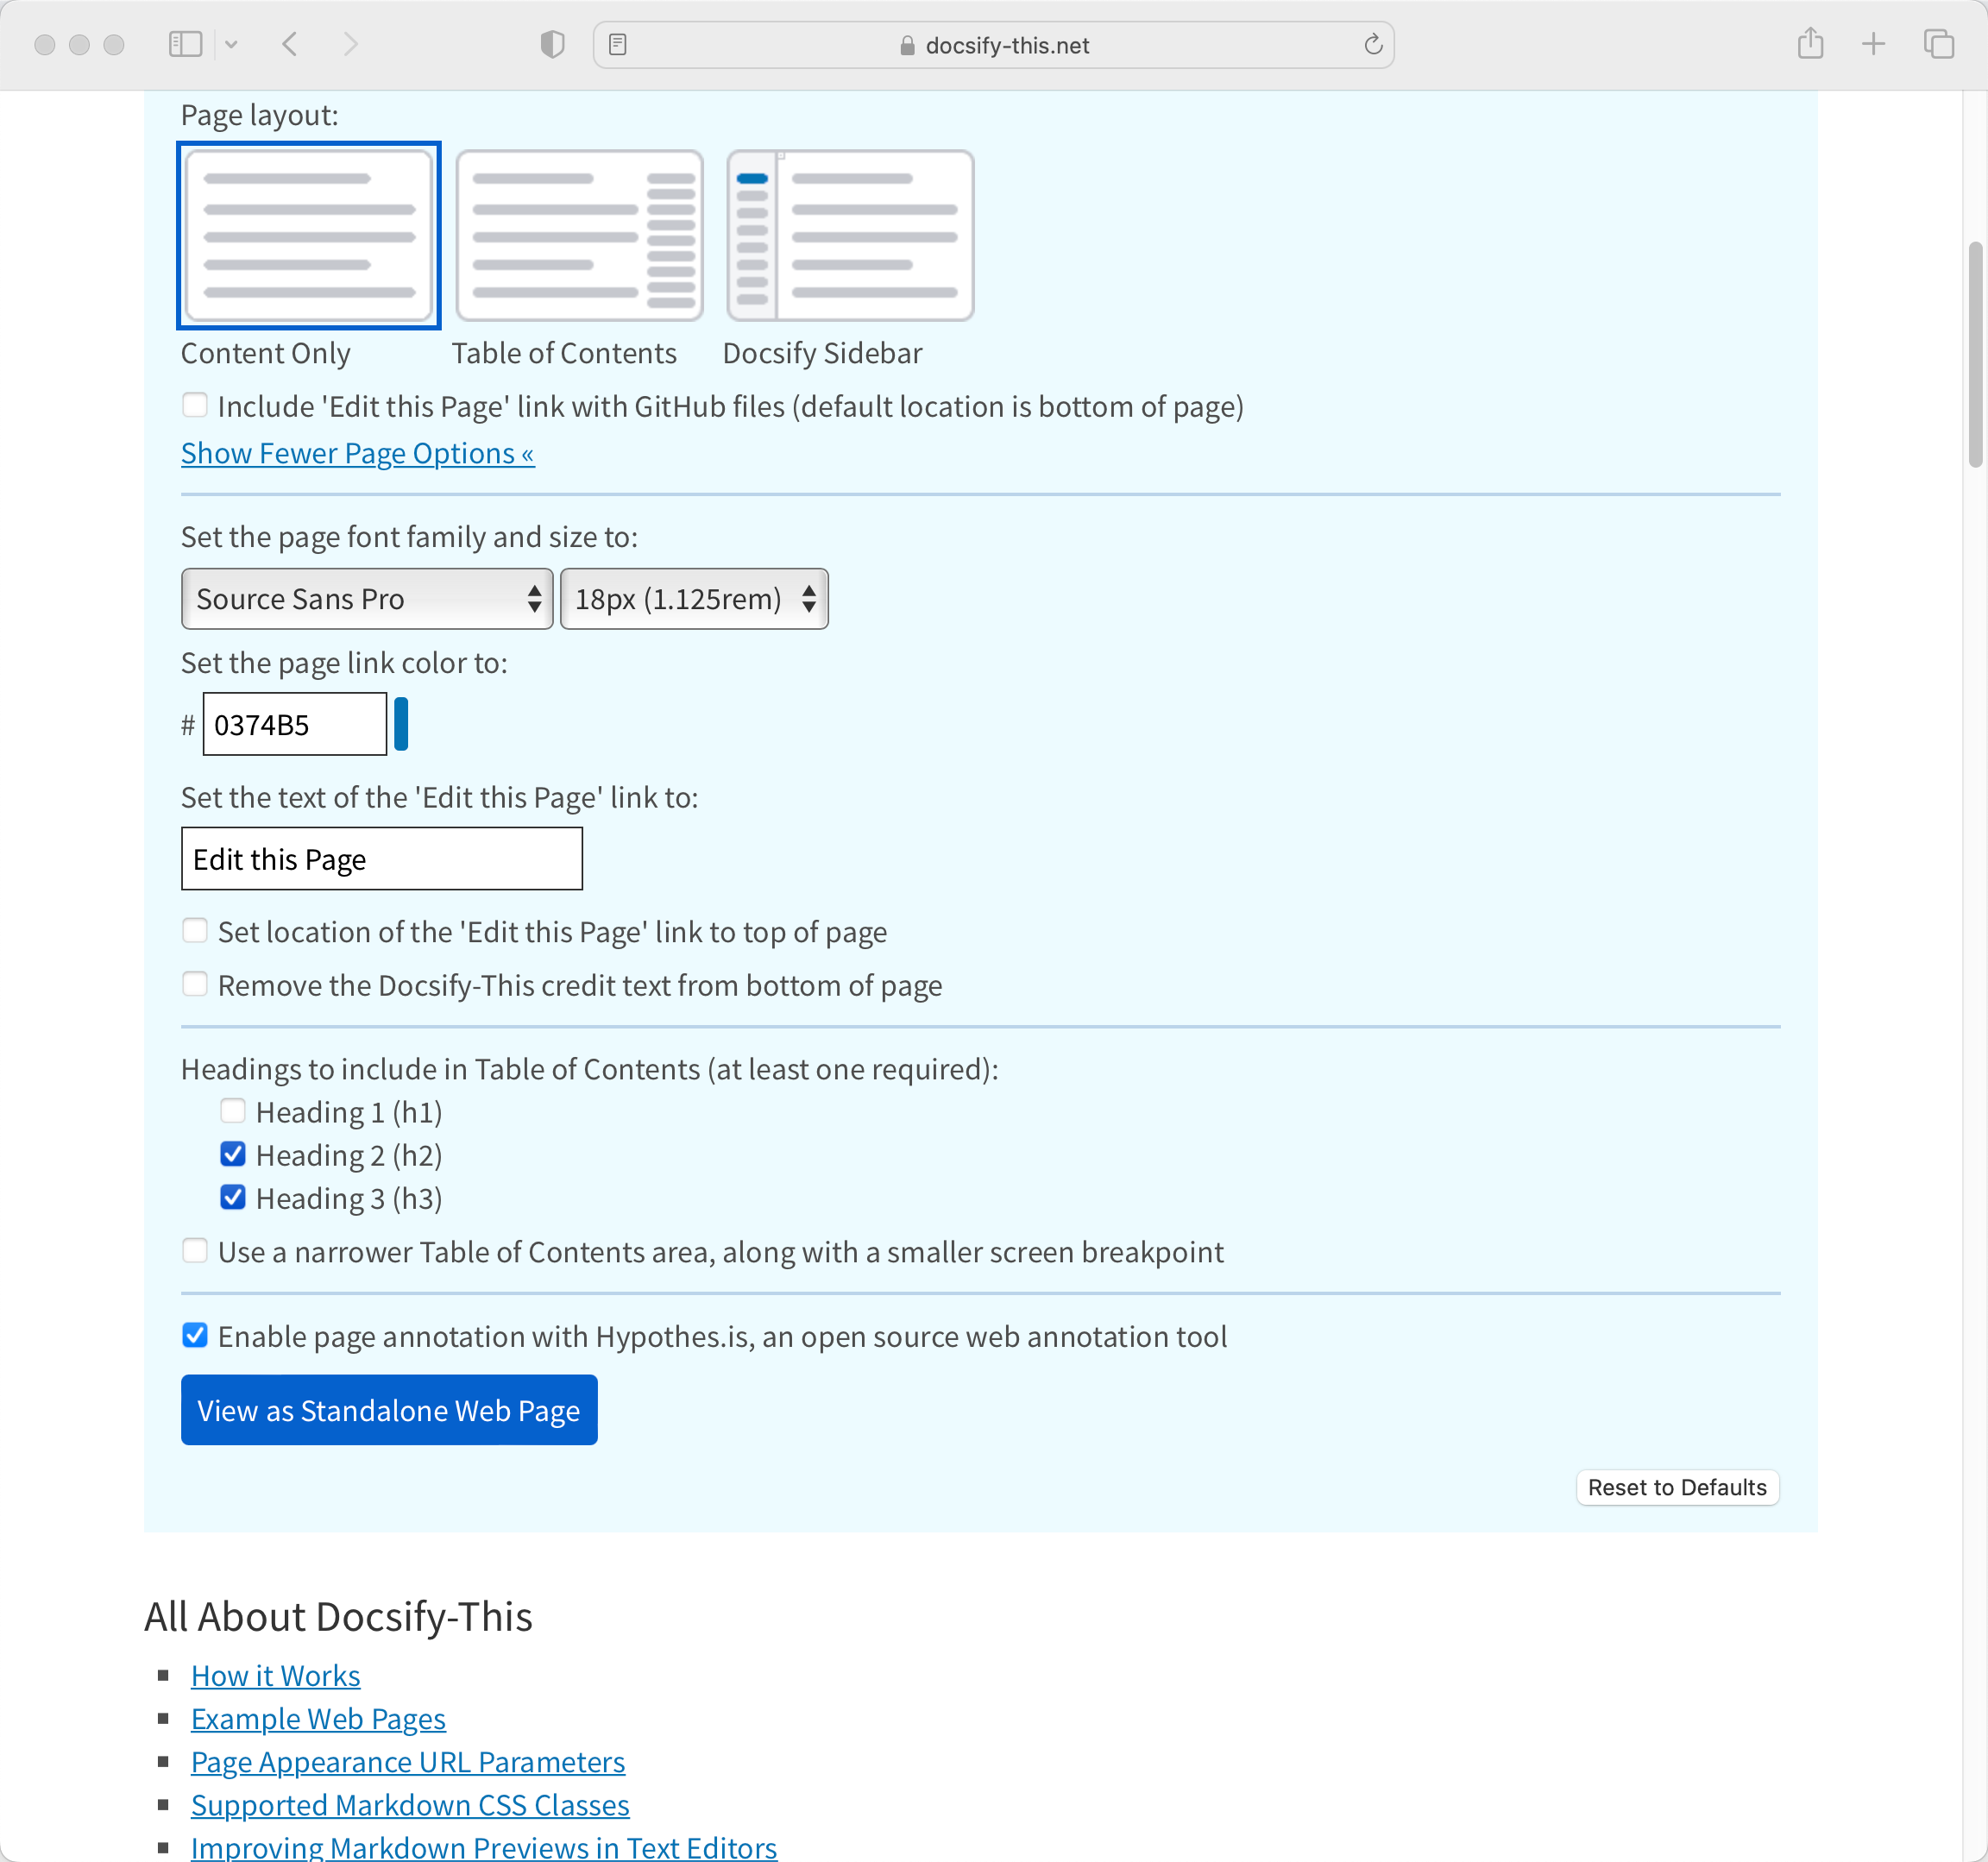 docsify-this.net
Page layout:
Content Only
Table of Contents
Docsify Sidebar
Include 'Edit this Page' link with GitHub files (default location is bottom of page)
Show Fewer Page Options «
Set the page font family and size to:
Source Sans Pro
18px (1.125rem)
Set the page link color to:
# 0374B5
Set the text of the 'Edit this Page' link to:
Edit this Page
Set location of the 'Edit this Page' link to top of page
Remove the Docsify-This credit text from bottom of page
Headings to include in Table of Contents (at least one required):
Heading 1 (h1)
Heading 2 (h2)
Heading 3 (h3)
Use a narrower Table of Contents area, along with a smaller screen breakpoint
Enable page annotation with Hypothes.is, an open source web annotation tool
View as Standalone Web Page
Reset to Defaults
All About Docsify-This
How it Works
Example Web Pages
Page Appearance URL Parameters
Supported Markdown CSS Classes
Improving Markdown Previews in Text Editors